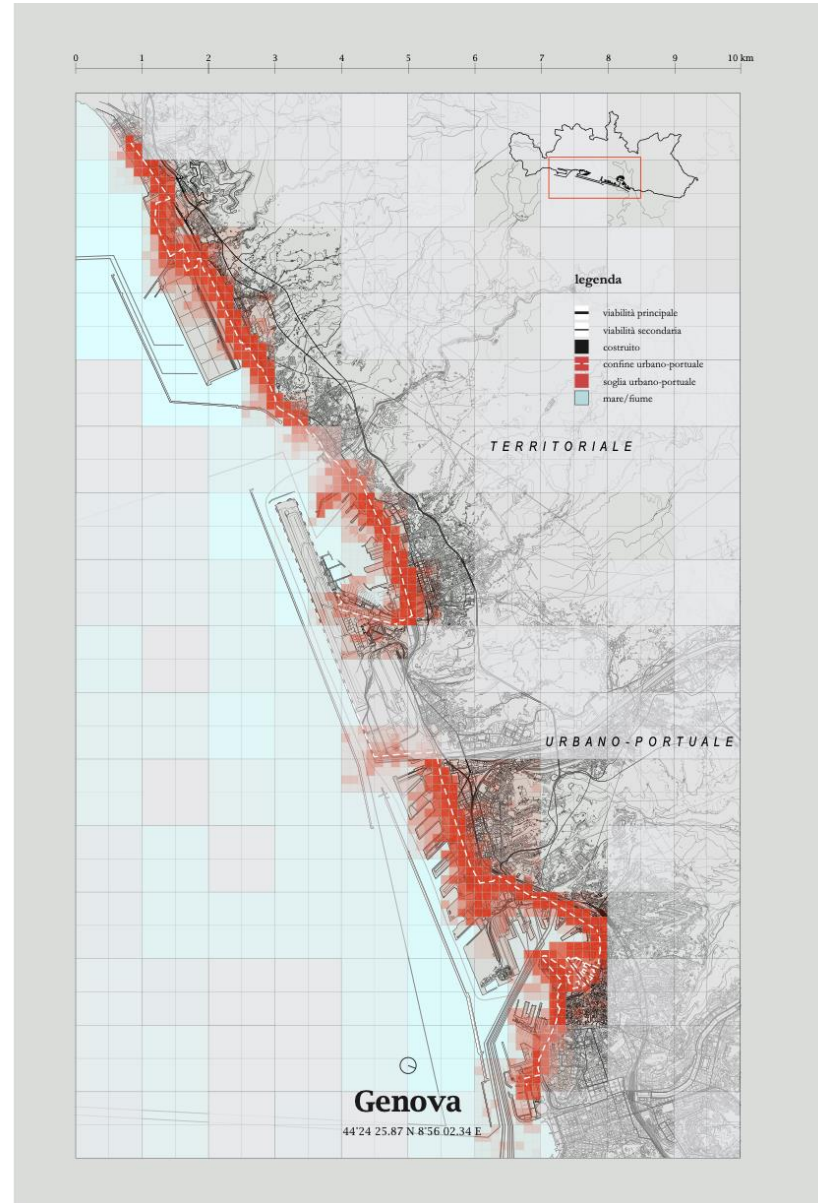 0 1 2 3 4 5 6 7 8 9 10 km
legenda
viabilità principale
viabilità secondaria
costruito
confine urbano-portuale
soglia urbano-portuale
mare/fiume
TERRITORIALE
URBANO-PORTUALE
Genova
44'24 25.87 N 8'56 02.34 E